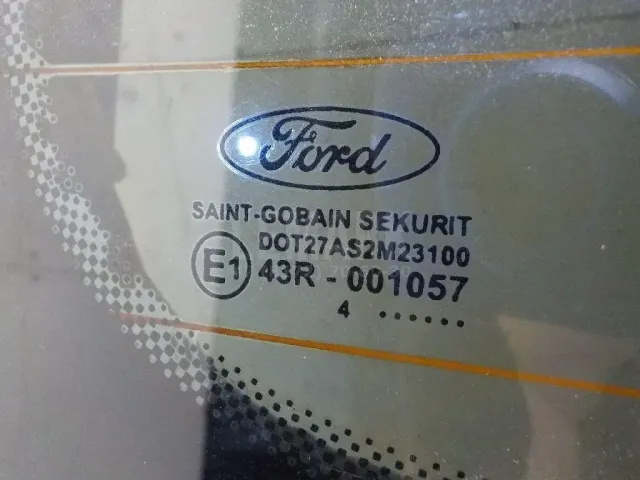 Ford
SAINT-GOBAIN SEKURIT
DOT27AS2M23100
E1 43R - 001057
4 ......